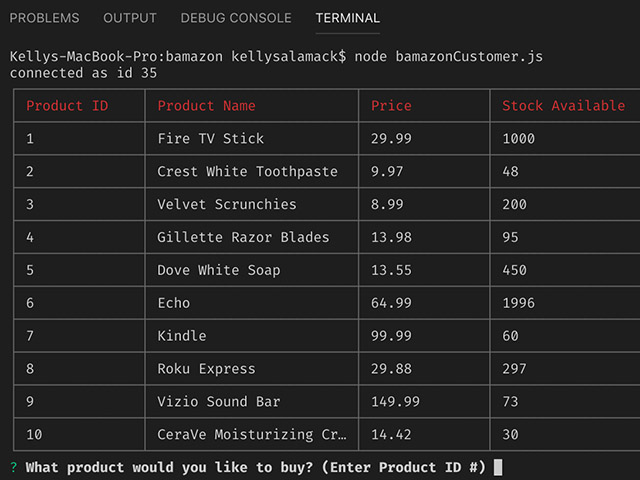 PROBLEMS OUTPUT DEBUG CONSOLE TERMINAL
Kellys-MacBook-Pro:bamazon kellysalamack$ node bamazonCustomer.js
connected as id 35
Product ID Product Name Price Stock Available
1 Fire TV Stick 29.99 1000
2 Crest White Toothpaste 9.97 48
3 Velvet Scrunchies 8.99 200
4 Gillette Razor Blades 13.98 95
5 Dove White Soap 13.55 450
6 Echo 64.99 1996
7 Kindle 99.99 60
8 Roku Express 29.88 297
9 Vizio Sound Bar 149.99 73
10 CeraVe Moisturizing Cr… 14.42 30
? What product would you like to buy? (Enter Product ID #)